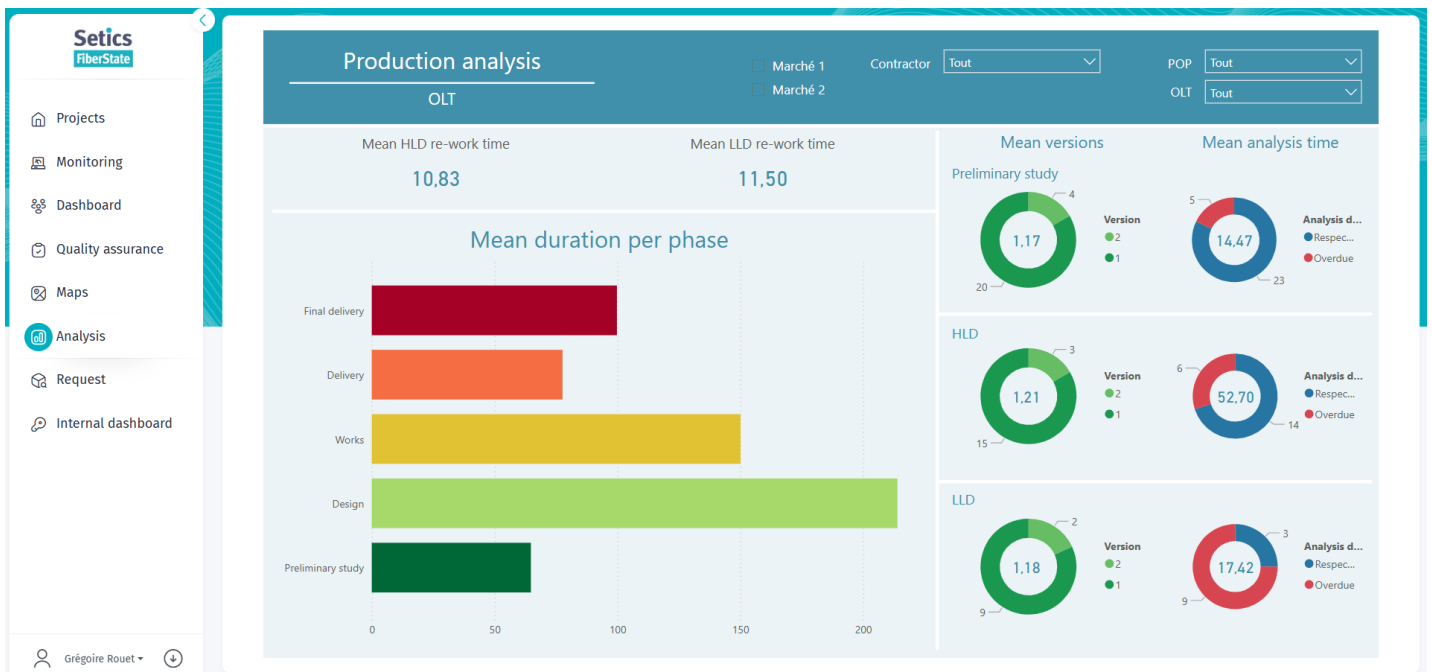 Setics
FiberState
Projects
Monitoring
Dashboard
Quality assurance
Maps
Analysis
Request
Internal dashboard
Grégoire Rouet
Production analysis
OLT
Marché 1
Marché 2
Contractor Tout
POP Tout
OLT Tout
Mean HLD re-work time
10,83
Mean LLD re-work time
11,50
Mean duration per phase
Final delivery
Delivery
Works
Design
Preliminary study
0 50 100 150 200
Mean versions Mean analysis time
Preliminary study
4
1,17
20
Version
2
1
5
14,47
23
Analysis d...
Respec...
Overdue
HLD
3
1,21
15
Version
2
1
6
52,70
14
Analysis d...
Respec...
Overdue
LLD
2
1,18
9
Version
2
1
3
17,42
9
Analysis d...
Respec...
Overdue